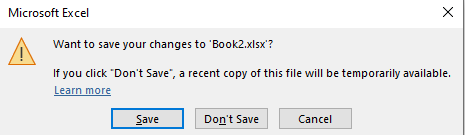 Microsoft Excel
Want to save your changes to 'Book2.xlsx'?
If you click "Don't Save", a recent copy of this file will be temporarily available.
Learn more
Save Don't Save Cancel